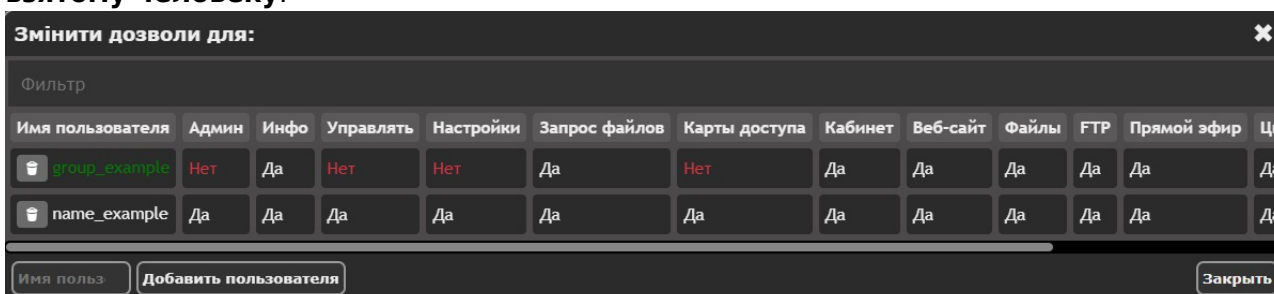 взятому человеку.
Змінити дозволи для:
Фильтр
Имя пользователя Админ Инфо Управлять Настройки Запрос файлов Карты доступа Кабинет Веб-сайт Файлы FTP Прямой эфир
group_example Нет Да Нет Нет Да Нет Да Да Да Да Да
name_example Да Да Да Да Да Да Да Да Да Да Да
Имя польз Добавить пользователя Закрыть